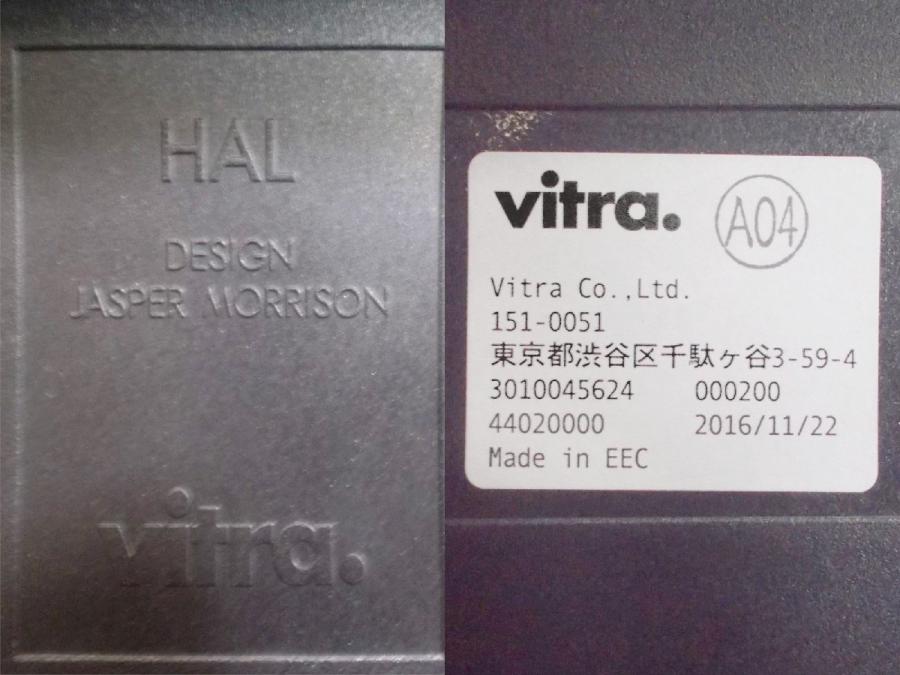 HAL
DESIGN
JASPER MORRISON
vitra.
vitra. A04
Vitra Co.,Ltd.
151-0051
東京都渋谷区千駄ヶ谷3-59-4
3010045624 000200
44020000 2016/11/22
Made in EEC